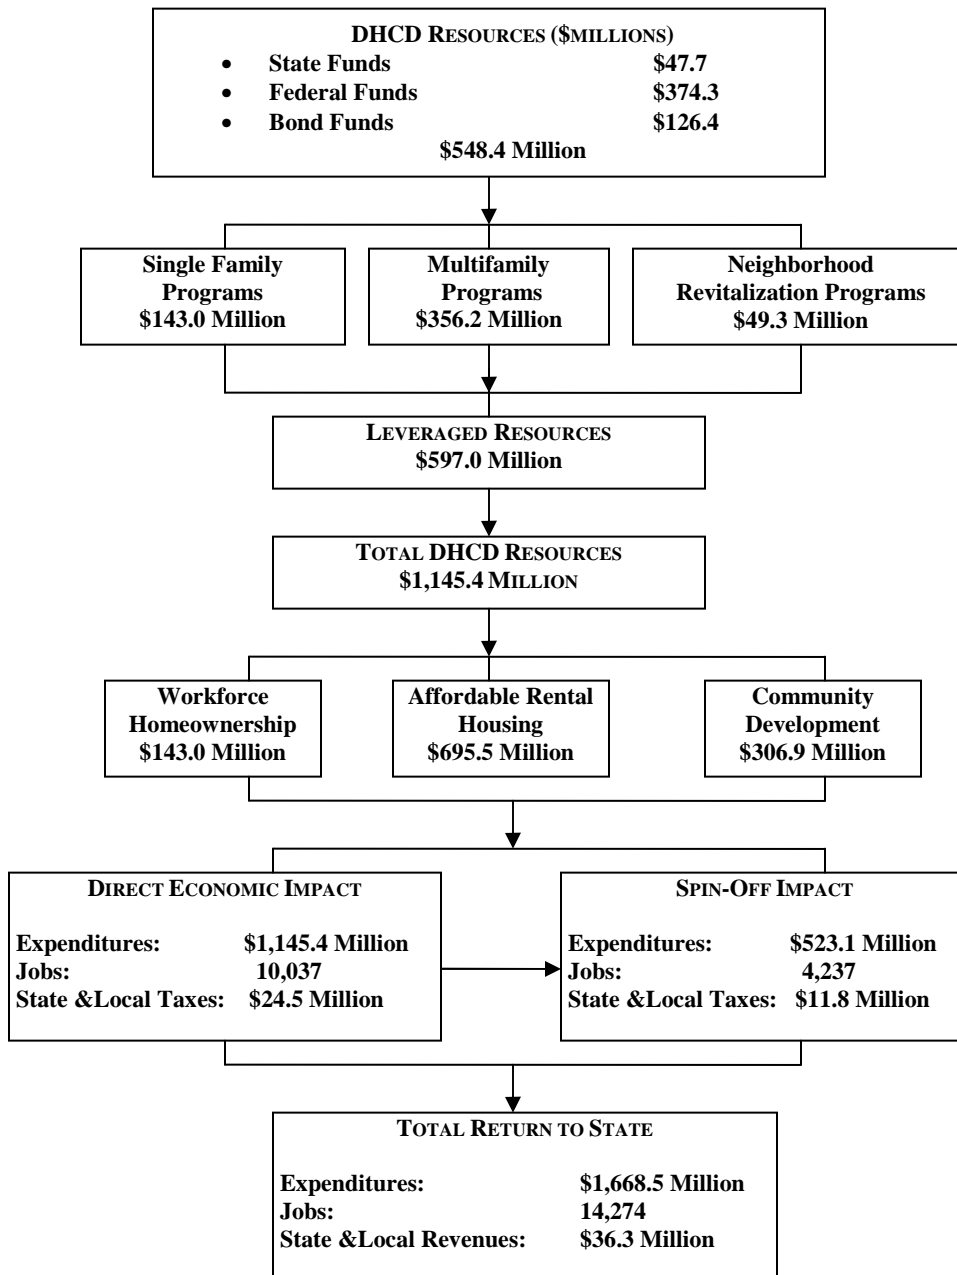 DHCD RESOURCES ($MILLIONS)
• State Funds $47.7
• Federal Funds $374.3
• Bond Funds $126.4
$548.4 Million
Single Family
Programs
$143.0 Million
Multifamily
Programs
$356.2 Million
Neighborhood
Revitalization Programs
$49.3 Million
LEVERAGED RESOURCES
$597.0 Million
TOTAL DHCD RESOURCES
$1,145.4 MILLION
Workforce
Homeownership
$143.0 Million
Affordable Rental
Housing
$695.5 Million
Community
Development
$306.9 Million
DIRECT ECONOMIC IMPACT
Expenditures: $1,145.4 Million
Jobs: 10,037
State &Local Taxes: $24.5 Million
SPIN-OFF IMPACT
Expenditures: $523.1 Million
Jobs: 4,237
State &Local Taxes: $11.8 Million
TOTAL RETURN TO STATE
Expenditures: $1,668.5 Million
Jobs: 14,274
State &Local Revenues: $36.3 Million